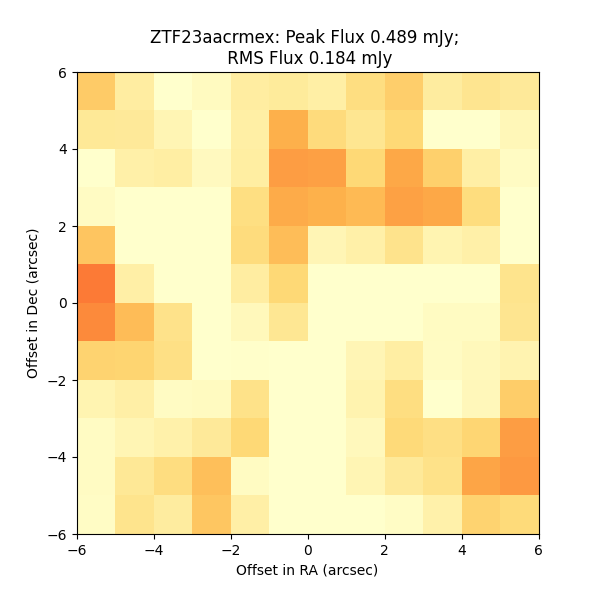 ZTF23aacrmex: Peak Flux 0.489 mJy;
RMS Flux 0.184 mJy
6
4
2
0
−2
−4
−6
Offset in Dec (arcsec)
−6 −4 −2 0 2 4 6
Offset in RA (arcsec)